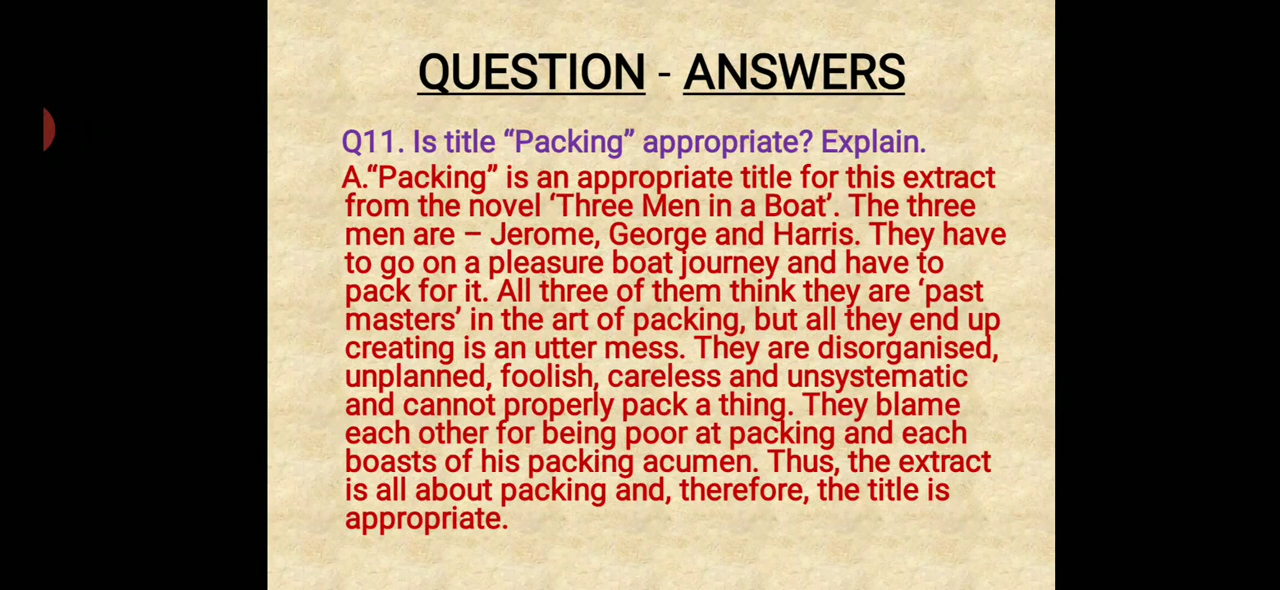 QUESTION - ANSWERS
Q11. Is title “Packing” appropriate? Explain.
A.“Packing” is an appropriate title for this extract
from the novel ‘Three Men in a Boat’. The three
men are – Jerome, George and Harris. They have
to go on a pleasure boat journey and have to
pack for it. All three of them think they are ‘past
masters’ in the art of packing, but all they end up
creating is an utter mess. They are disorganised,
unplanned, foolish, careless and unsystematic
and cannot properly pack a thing. They blame
each other for being poor at packing and each
boasts of his packing acumen. Thus, the extract
is all about packing and, therefore, the title is
appropriate.